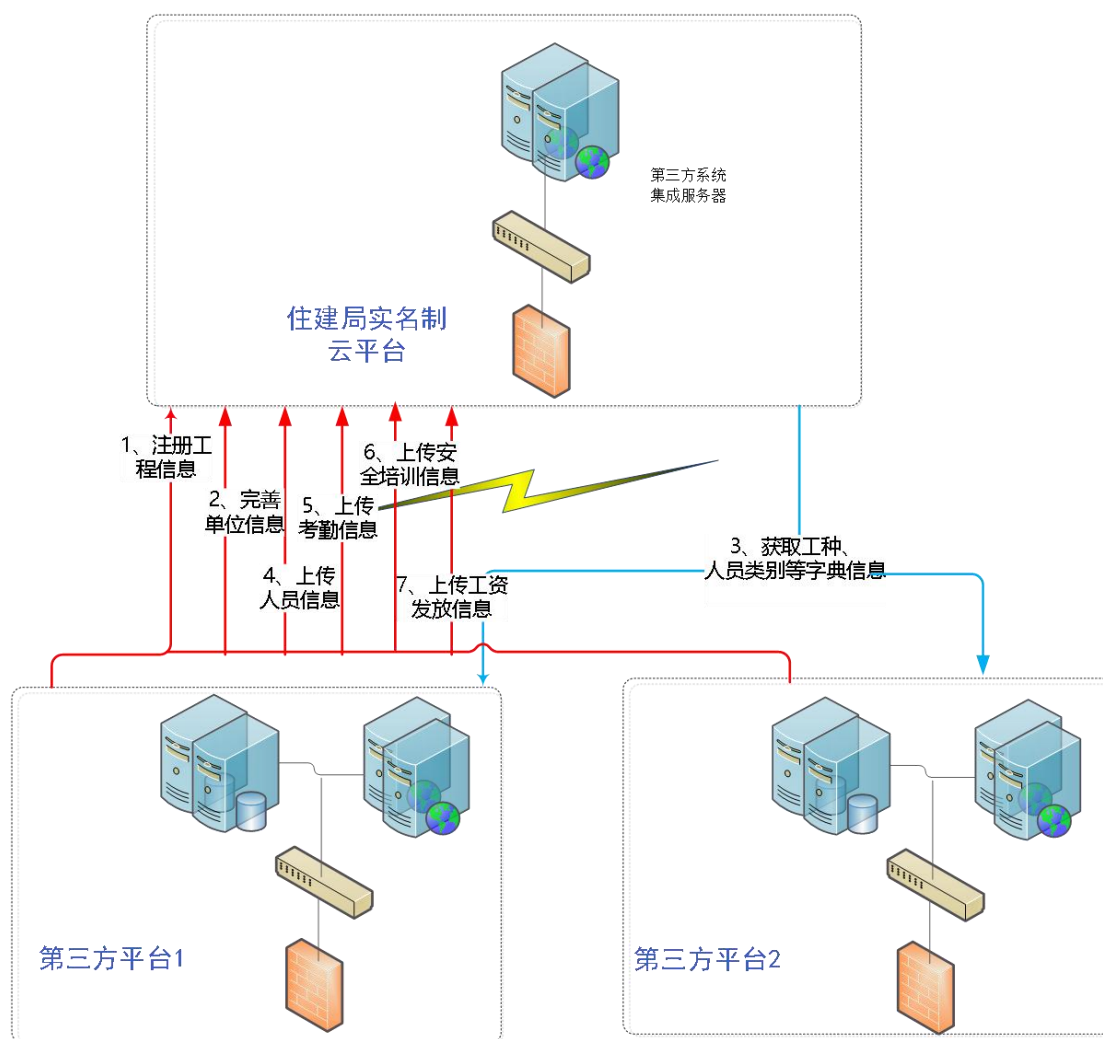 第三方系统
集成服务器
住建局实名制
云平台
1、注册工
程信息
2、完善
单位信息
3、获取工种、
人员类别等字典信息
4、上传
人员信息
5、上传
考勤信息
6、上传安
全培训信息
7、上传工资
发放信息
第三方平台1
第三方平台2